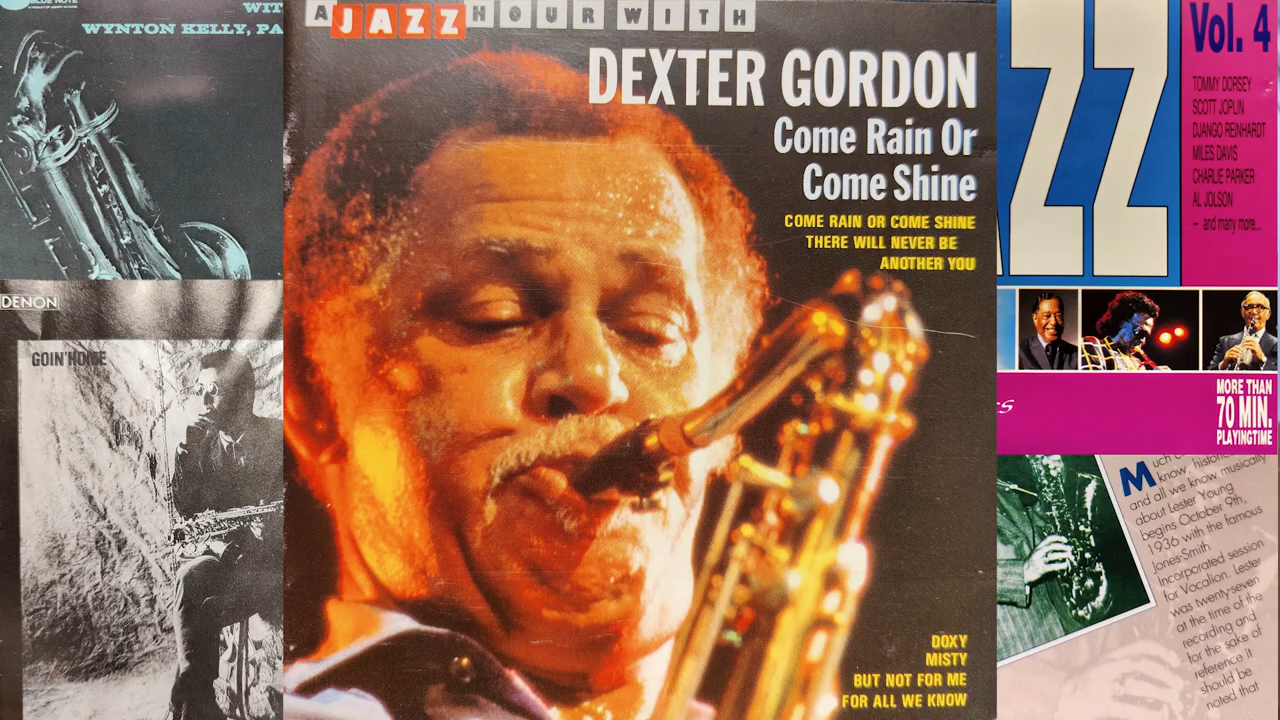 BLUE NOTE
WITH
WYNTON KELLY, PA
DENON
GOIN' HOME
A JAZZ HOUR WITH
DEXTER GORDON
Come Rain Or
Come Shine
COME RAIN OR COME SHINE
THERE WILL NEVER BE
ANOTHER YOU
DOXY
MISTY
BUT NOT FOR ME
FOR ALL WE KNOW
ZZ
Vol. 4
TOMMY DORSEY
SCOTT JOPLIN
DJANGO REINHARDT
MILES DAVIS
CHARLIE PARKER
AL JOLSON
— and many more...
MORE THAN
70 MIN.
PLAYINGTIME
Much
know
and all we know musically
about Lester Young
begins October 9th,
1936 with the famous
Jones-Smith
Incorporated session
for Vocalion. Lester
was twenty-seven
at the time of the
recording and
for the sake of
reference it
should be
noted that